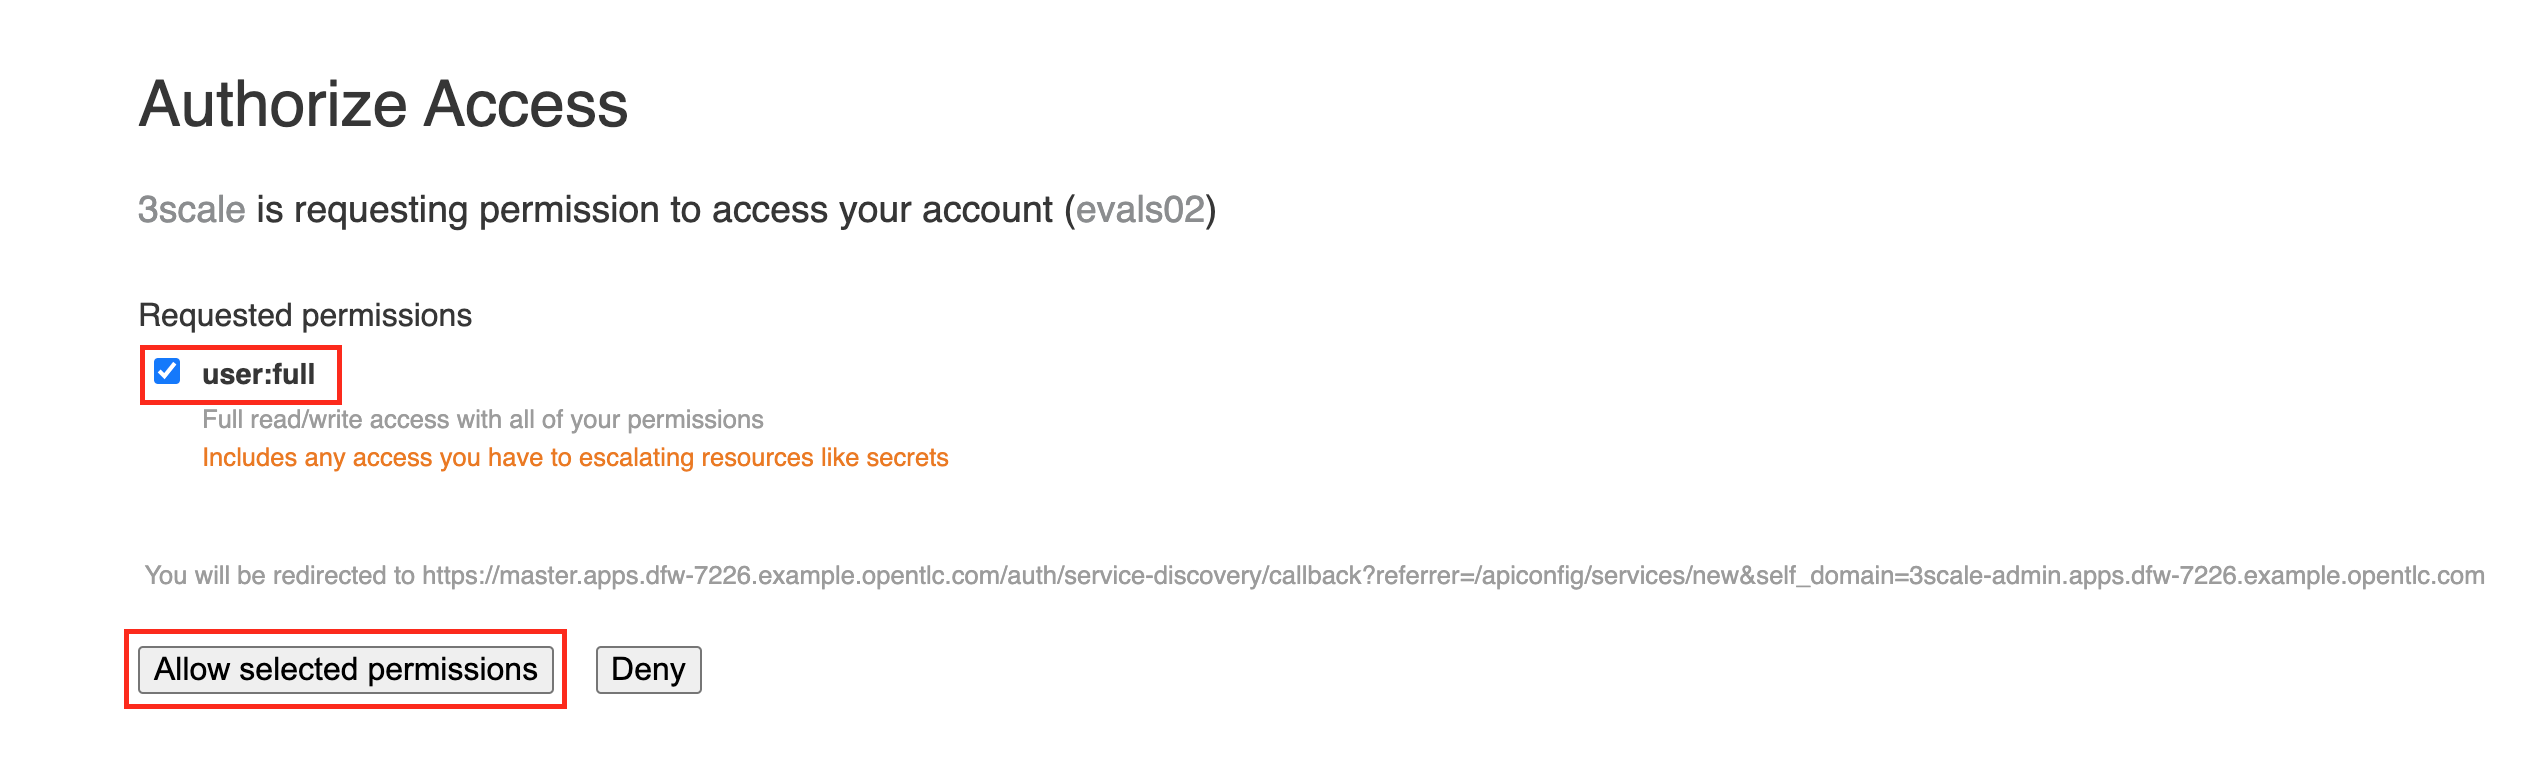 Authorize Access
3scale is requesting permission to access your account (evals02)
Requested permissions
user:full
Full read/write access with all of your permissions
Includes any access you have to escalating resources like secrets
You will be redirected to https://master.apps.dfw-7226.example.opentlc.com/auth/service-discovery/callback?referrer=/apiconfig/services/new&self_domain=3scale-admin.apps.dfw-7226.example.opentlc.com
Allow selected permissions Deny